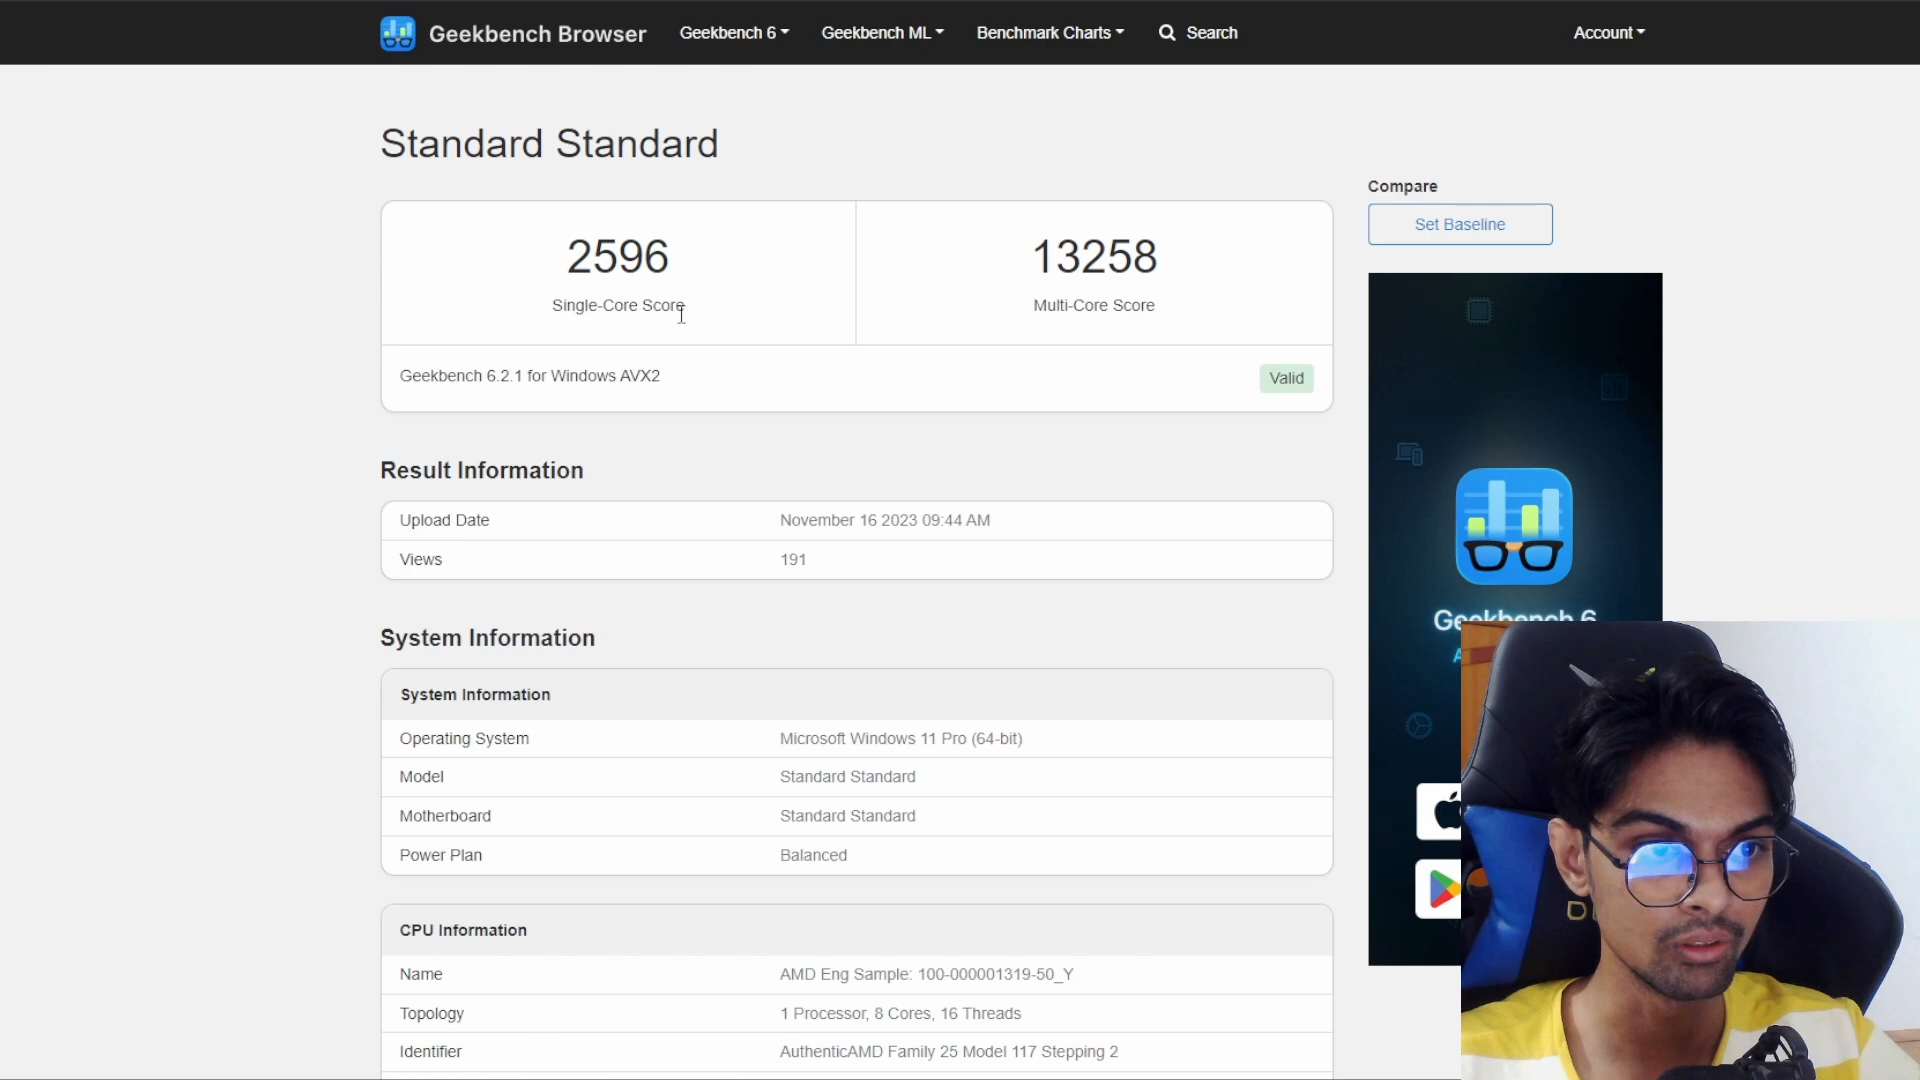 Geekbench Browser
Geekbench 6
Geekbench ML
Benchmark Charts
Search
Account
Standard Standard
2596
Single-Core Score
13258
Multi-Core Score
Geekbench 6.2.1 for Windows AVX2
Valid
Compare
Set Baseline
Geekbench 6
Result Information
Upload Date November 16 2023 09:44 AM
Views 191
System Information
System Information
Operating System Microsoft Windows 11 Pro (64-bit)
Model Standard Standard
Motherboard Standard Standard
Power Plan Balanced
CPU Information
Name AMD Eng Sample: 100-000001319-50_Y
Topology 1 Processor, 8 Cores, 16 Threads
Identifier AuthenticAMD Family 25 Model 117 Stepping 2